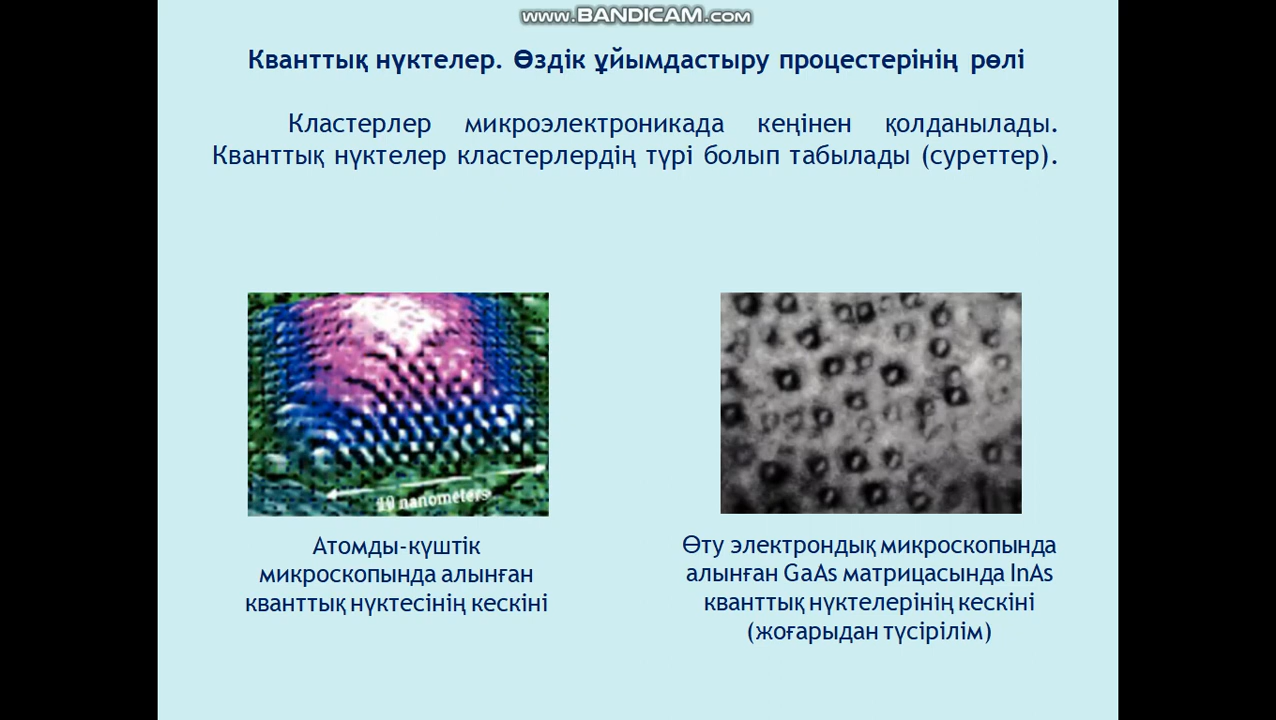 www.BANDICAM.com
Кванттық нүктелер. Өздік ұйымдастыру процестерінің рөлі
Кластерлер микроэлектроникада кеңінен қолданылады.
Кванттық нүктелер кластерлердің түрі болып табылады (суреттер).
10 nanometers
Атомды-күштік
микроскопында алынған
кванттық нүктесінің кескіні
Өту электрондық микроскопында
алынған GaAs матрицасында InAs
кванттық нүктелерінің кескіні
(жоғарыдан түсірілім)